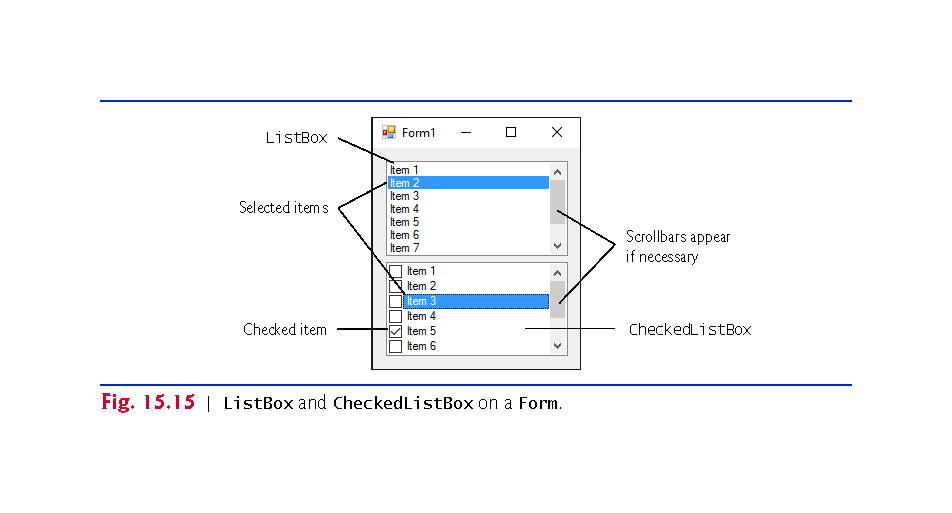 Form1
ListBox
Item 1
Item 2
Item 3
Item 4
Item 5
Item 6
Item 7
Selected items
Scrollbars appear
if necessary
Item 1
Item 2
Item 3
Item 4
Item 5
Item 6
Checked item
CheckedListBox
Fig. 15.15 | ListBox and CheckedListBox on a Form.